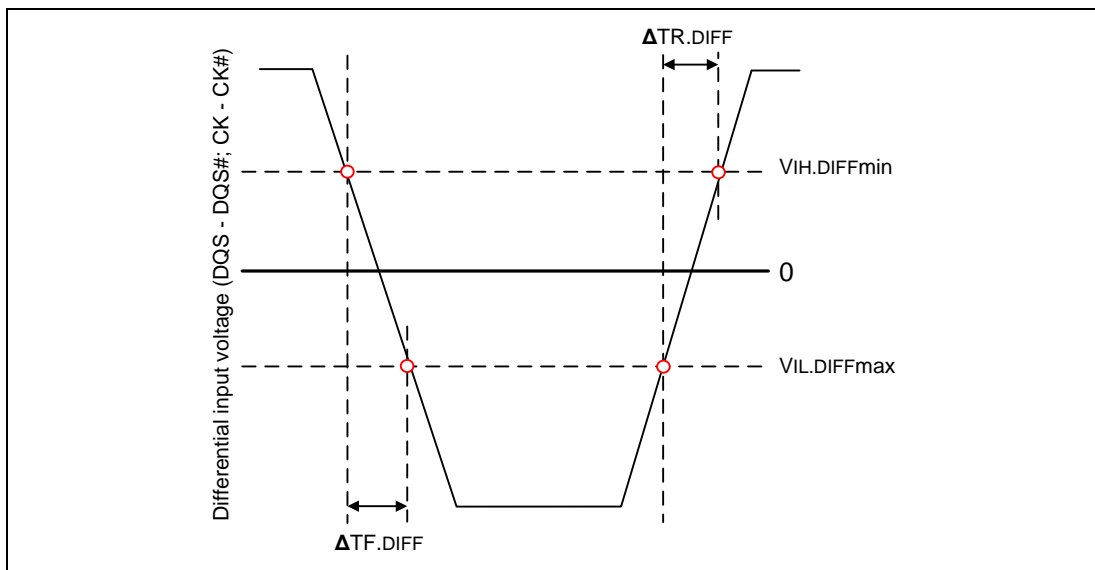 ΔTR.DIFF
Differential input voltage (DQS - DQS#; CK - CK#)
VIH.DIFFmin
0
VIL.DIFFmax
ΔTF.DIFF